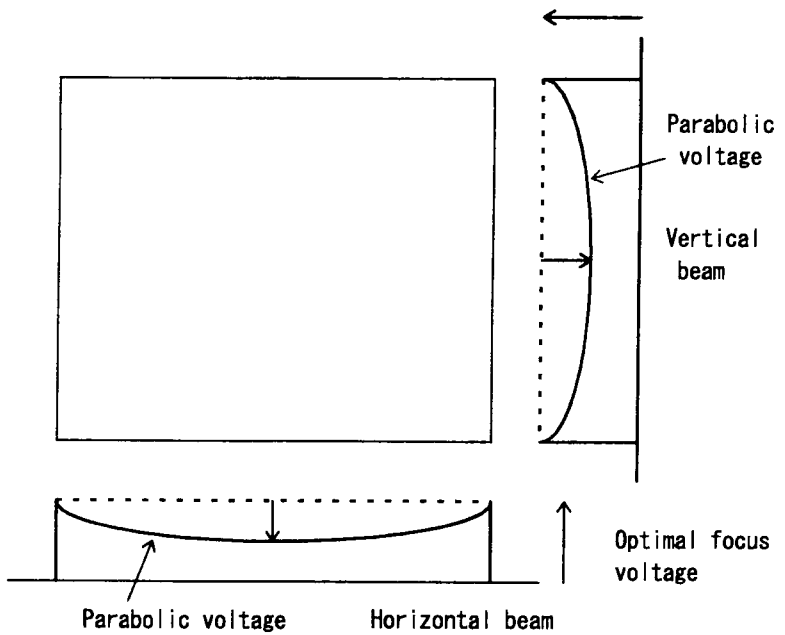 Parabolic
voltage
Vertical
beam
Optimal focus
voltage
Parabolic voltage
Horizontal beam